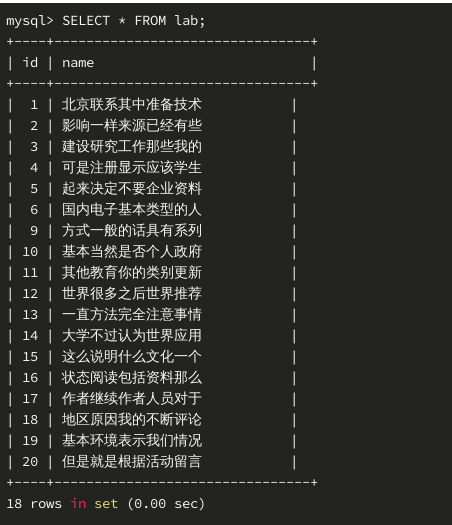 mysql> SELECT * FROM lab;
+----+--------------------------------+
| id | name                           |
+----+--------------------------------+
|  1 | 北京联系其中准备技术           |
|  2 | 影响一样来源已经有些           |
|  3 | 建设研究工作那些我的           |
|  4 | 可是注册显示应该学生           |
|  5 | 起来决定不要企业资料           |
|  6 | 国内电子基本类型的人           |
|  9 | 方式一般的话具有系列           |
| 10 | 基本当然是否个人政府           |
| 11 | 其他教育你的类别更新           |
| 12 | 世界很多之后世界推荐           |
| 13 | 一直方法完全注意事情           |
| 14 | 大学不过认为世界应用           |
| 15 | 这么说明什么文化一个           |
| 16 | 状态阅读包括资料那么           |
| 17 | 作者继续作者人员对于           |
| 18 | 地区原因我的不断评论           |
| 19 | 基本环境表示我们情况           |
| 20 | 但是就是根据活动留言           |
+----+--------------------------------+
18 rows in set (0.00 sec)